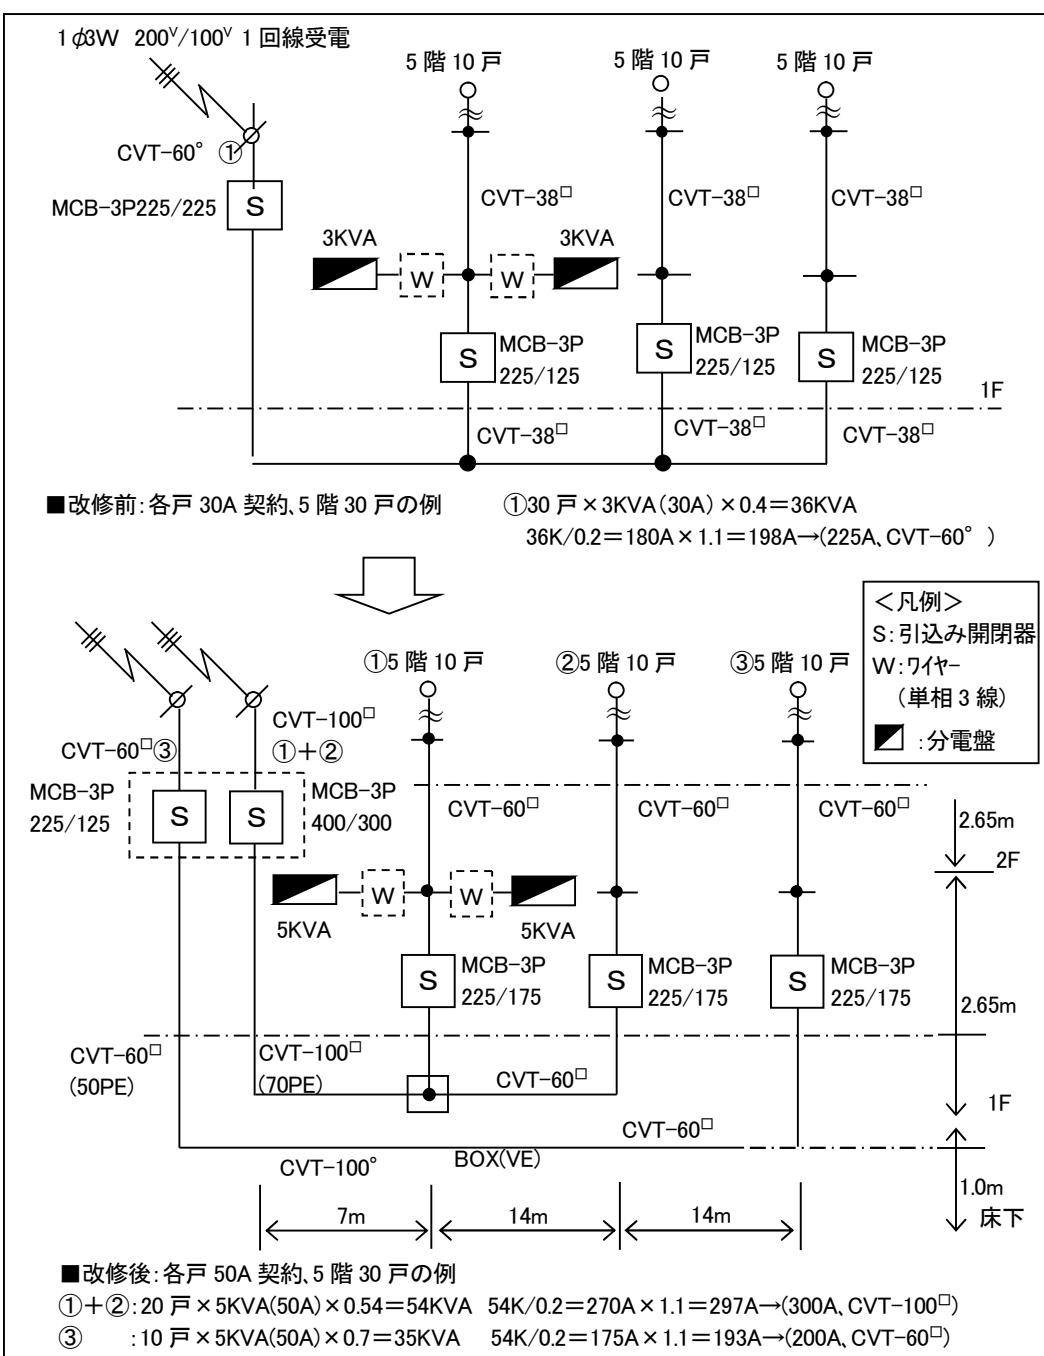 1φ3W 200V/100V 1回線受電
5階10戸
5階10戸
5階10戸
CVT-60° ①
MCB-3P225/225
S
CVT-38□
CVT-38□
CVT-38□
3KVA
3KVA
W
W
S
MCB-3P
225/125
S
MCB-3P
225/125
S
MCB-3P
225/125
1F
CVT-38□
CVT-38□
CVT-38□
■改修前:各戸30A契約、5階30戸の例
①30戸×3KVA(30A)×0.4=36KVA
36K/0.2=180A×1.1=198A→(225A、CVT-60° )
<凡例>
S:引込み開閉器
W:ワイヤー
(単相3線)
:分電盤
①5階10戸
②5階10戸
③5階10戸
CVT-100□
①+②
CVT-60□③
MCB-3P
225/125
S
S
MCB-3P
400/300
CVT-60□
CVT-60□
CVT-60□
2.65m
2F
W
W
5KVA
5KVA
S
MCB-3P
225/175
S
MCB-3P
225/175
S
MCB-3P
225/175
2.65m
CVT-60□
(50PE)
CVT-100□
(70PE)
CVT-60□
1F
CVT-60□
CVT-100°
BOX(VE)
1.0m
床下
7m
14m
14m
■改修後:各戸50A契約、5階30戸の例
①+②:20戸×5KVA(50A)×0.54=54KVA 54K/0.2=270A×1.1=297A→(300A、CVT-100□)
③ :10戸×5KVA(50A)×0.7=35KVA 54K/0.2=175A×1.1=193A→(200A、CVT-60□)